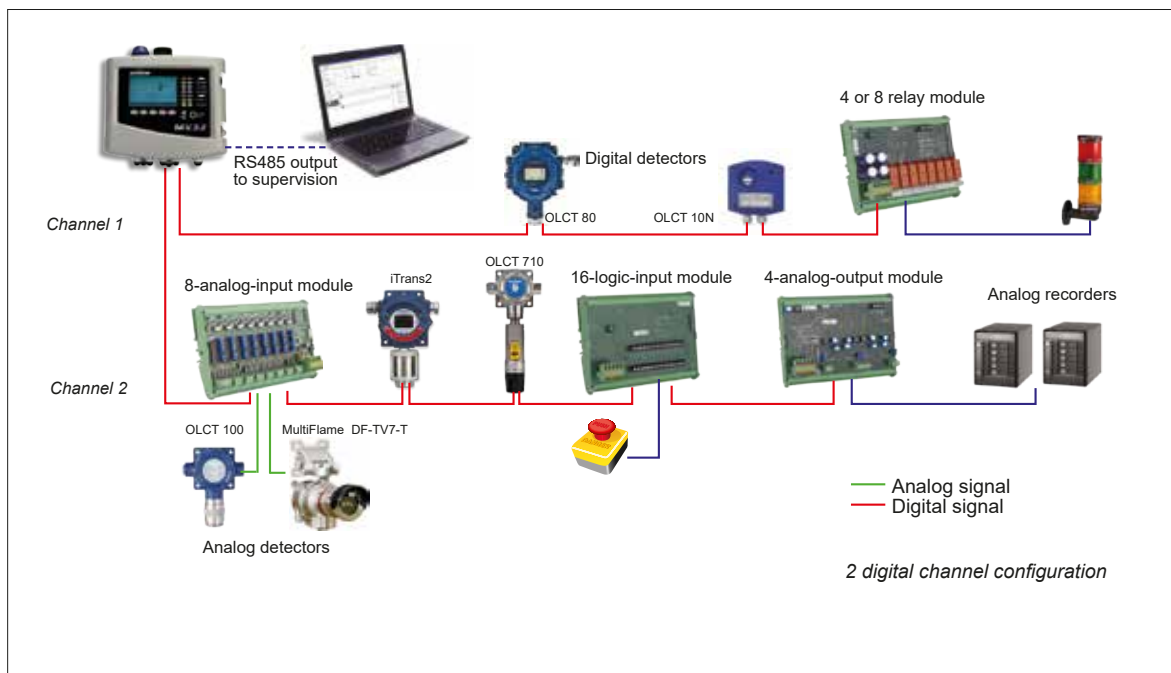 4 or 8 relay module
RS485 output
to supervision
Digital detectors
OLCT 80
OLCT 10N
Channel 1
8-analog-input module
iTrans2
OLCT 710
16-logic-input module
4-analog-output module
Analog recorders
Channel 2
OLCT 100
MultiFlame DF-TV7-T
Analog detectors
Analog signal
Digital signal
2 digital channel configuration